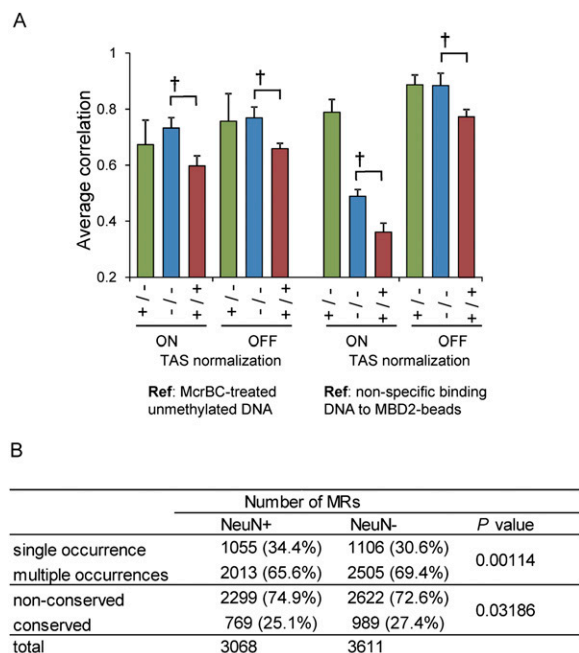 A
† † † †
1
0.8
0.6
0.4
0.2
Average correlation
- - + - - + - - + - - +
/ / / / / / / / / / / /
+ - + + - + + - + + - +
ON OFF ON OFF
TAS normalization TAS normalization
Ref: McrBC-treated
unmethylated DNA
Ref: non-specific binding
DNA to MBD2-beads
B
Number of MRs
NeuN+ NeuN- P value
single occurrence 1055 (34.4%) 1106 (30.6%) 0.00114
multiple occurrences 2013 (65.6%) 2505 (69.4%)
non-conserved 2299 (74.9%) 2622 (72.6%) 0.03186
conserved 769 (25.1%) 989 (27.4%)
total 3068 3611